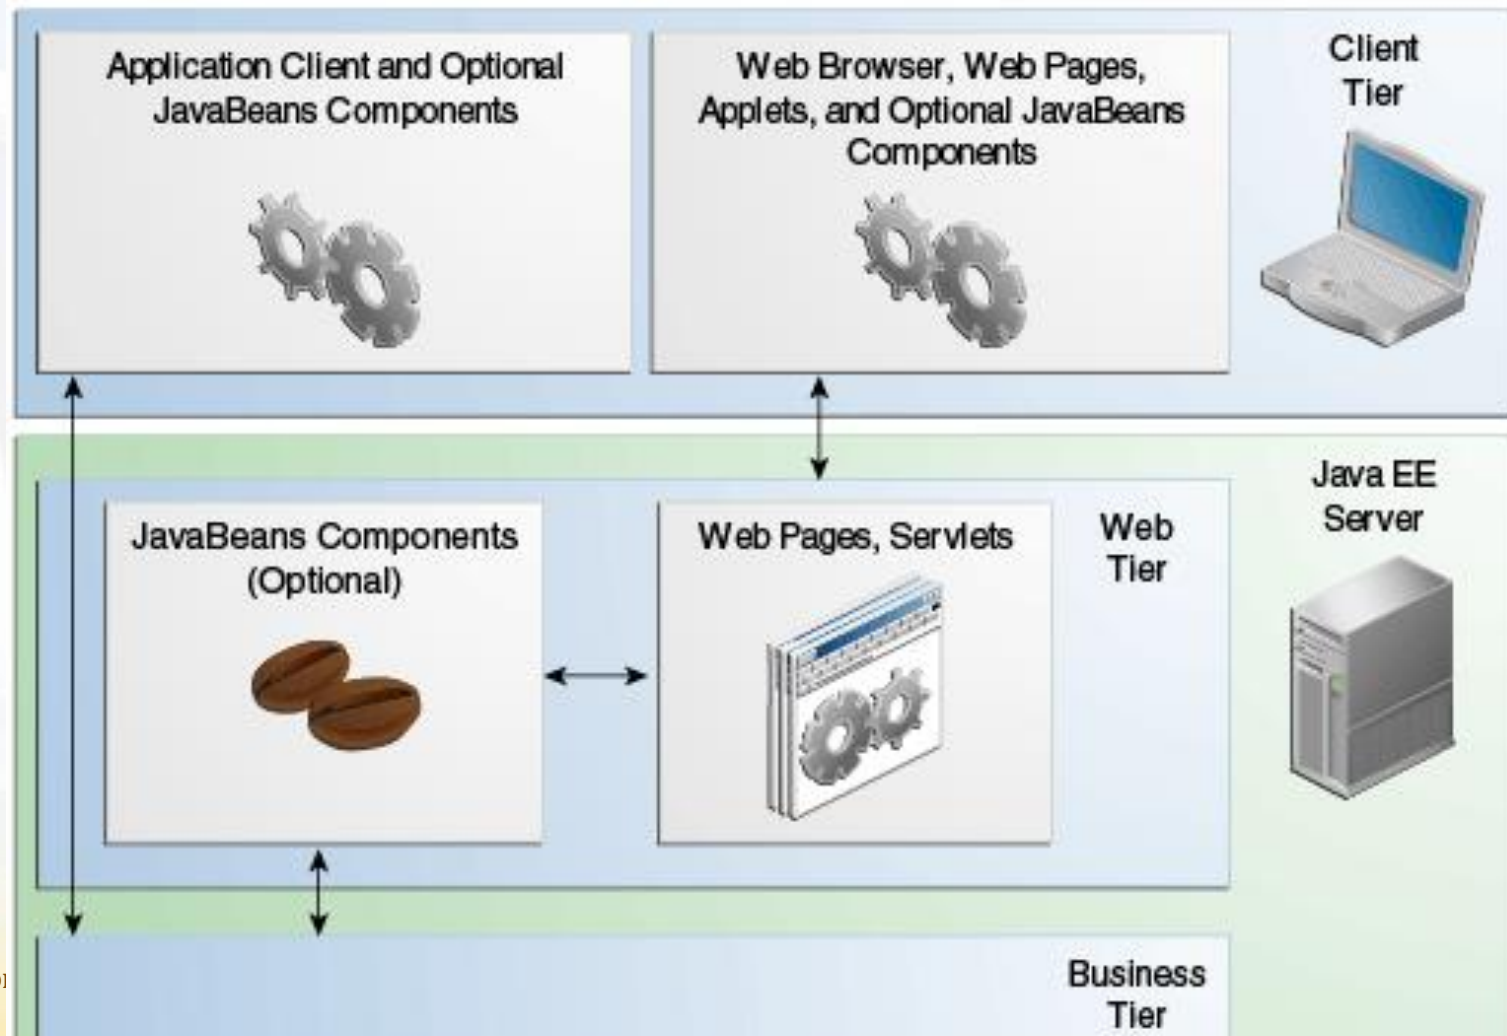 Application Client and Optional
JavaBeans Components
Web Browser, Web Pages,
Applets, and Optional JavaBeans
Components
Client
Tier
Java EE
Server
JavaBeans Components
(Optional)
Web Pages, Servlets
Web
Tier
Business
Tier